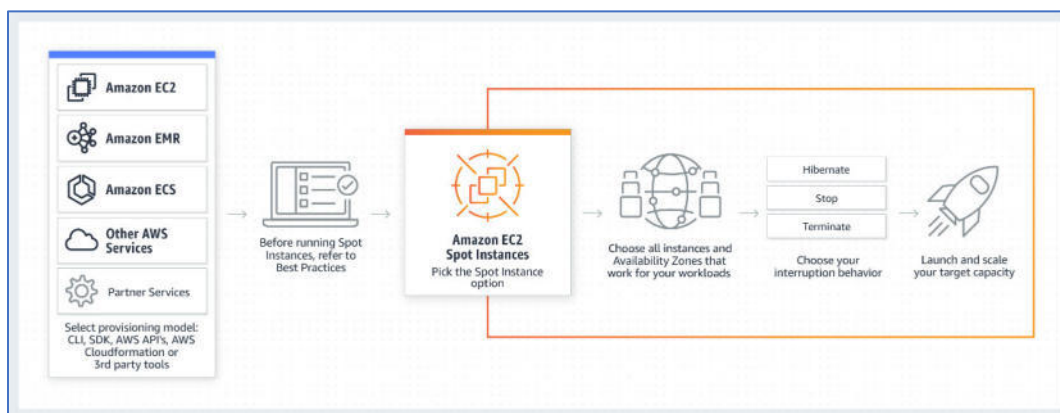 Amazon EC2
Amazon EMR
Amazon ECS
Other AWS
Services
Partner Services
Select provisioning model:
CLI, SDK, AWS API's, AWS
Cloudformation or
3rd party tools
Before running Spot
Instances, refer to
Best Practices
Amazon EC2
Spot Instances
Pick the Spot Instance
option
Choose all instances and
Availability Zones that
work for your workloads
Hibernate
Stop
Terminate
Choose your
interruption behavior
Launch and scale
your target capacity